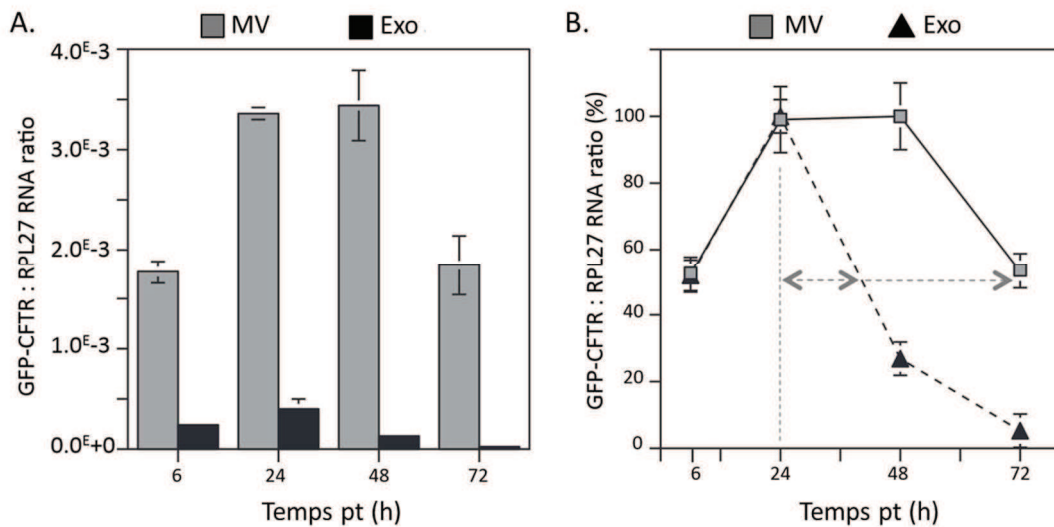 A.
MV Exo
GFP-CFTR : RPL27 RNA ratio
4.0ᴱ-3
3.0ᴱ-3
2.0ᴱ-3
1.0ᴱ-3
0.0ᴱ+0
6 24 48 72
Temps pt (h)
B.
MV Exo
GFP-CFTR : RPL27 RNA ratio (%)
100
80
60
40
20
0
6 24 48 72
Temps pt (h)